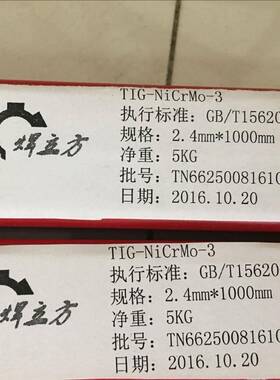 焊立方
TIG-NiCrMo-3
执行标准: GB/T15620
规格: 2.4mm*1000mm
净重: 5KG
批号: TN6625008161
日期: 2016.10.20
焊立方
TIG-NiCrMo-3
执行标准: GB/T15620
规格: 2.4mm*1000mm
净重: 5KG
批号: TN6625008161
日期: 2016.10.20